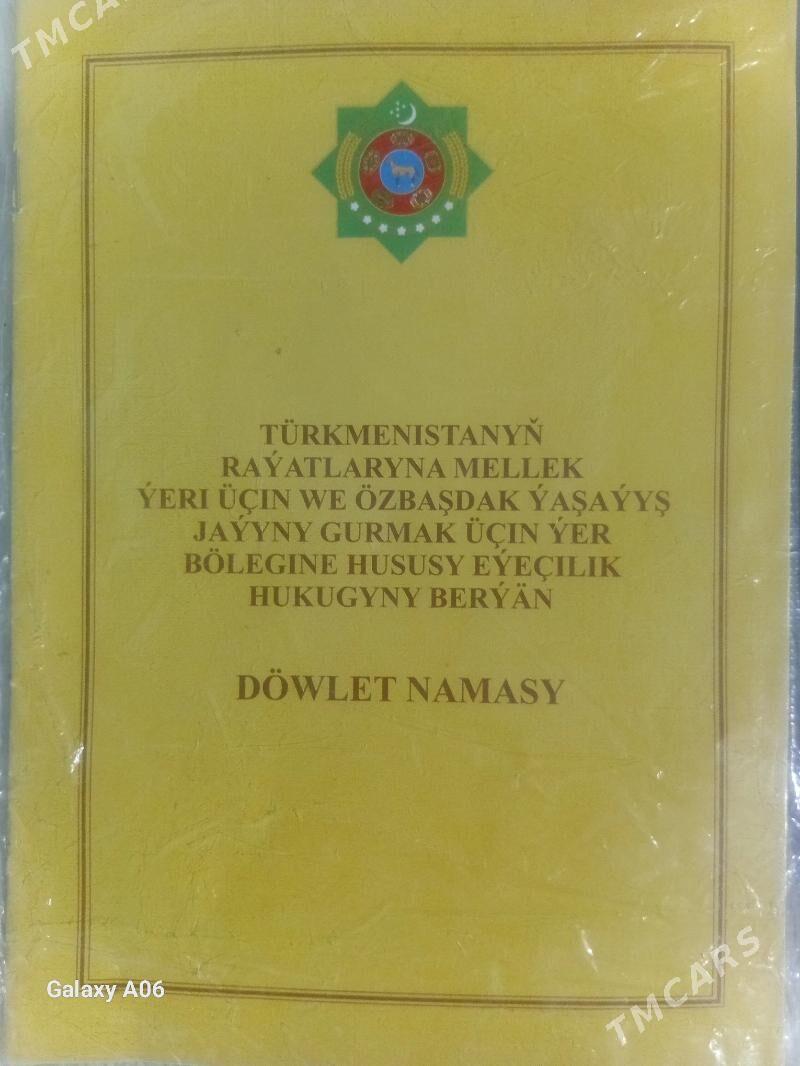 TMCARS
TÜRKMENISTANYŇ
RAÝATLARYNA MELLEK
ÝERI ÜÇIN WE ÖZBAŞDAK ÝAŞAÝYŞ
JAÝYNY GURMAK ÜÇIN ÝER
BÖLEGINE HUSUSY EÝEÇILIK
HUKUGYNY BERÝÄN
DÖWLET NAMASY
Galaxy A06
TMCARS